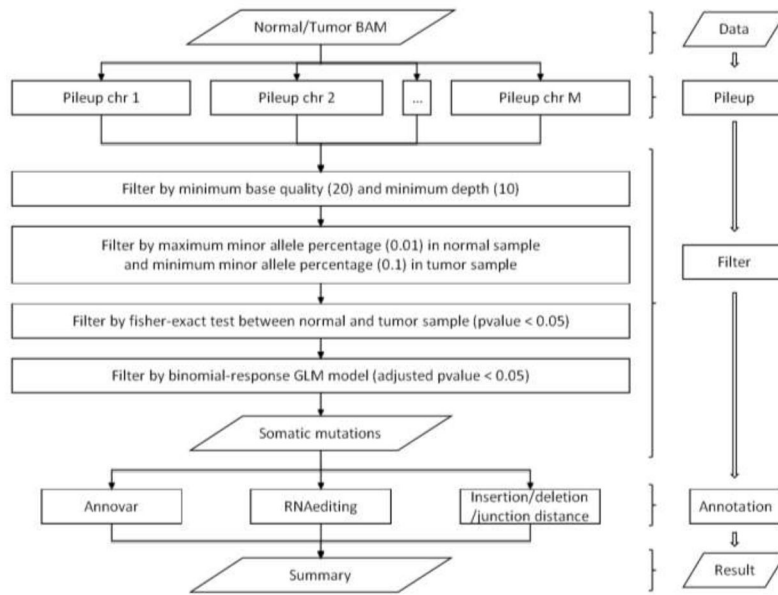 Normal/Tumor BAM
Data
Pileup chr 1
Pileup chr 2
...
Pileup chr M
Pileup
Filter by minimum base quality (20) and minimum depth (10)
Filter by maximum minor allele percentage (0.01) in normal sample
and minimum minor allele percentage (0.1) in tumor sample
Filter
Filter by fisher-exact test between normal and tumor sample (pvalue < 0.05)
Filter by binomial-response GLM model (adjusted pvalue < 0.05)
Somatic mutations
Annovar
RNAediting
Insertion/deletion
/junction distance
Annotation
Summary
Result